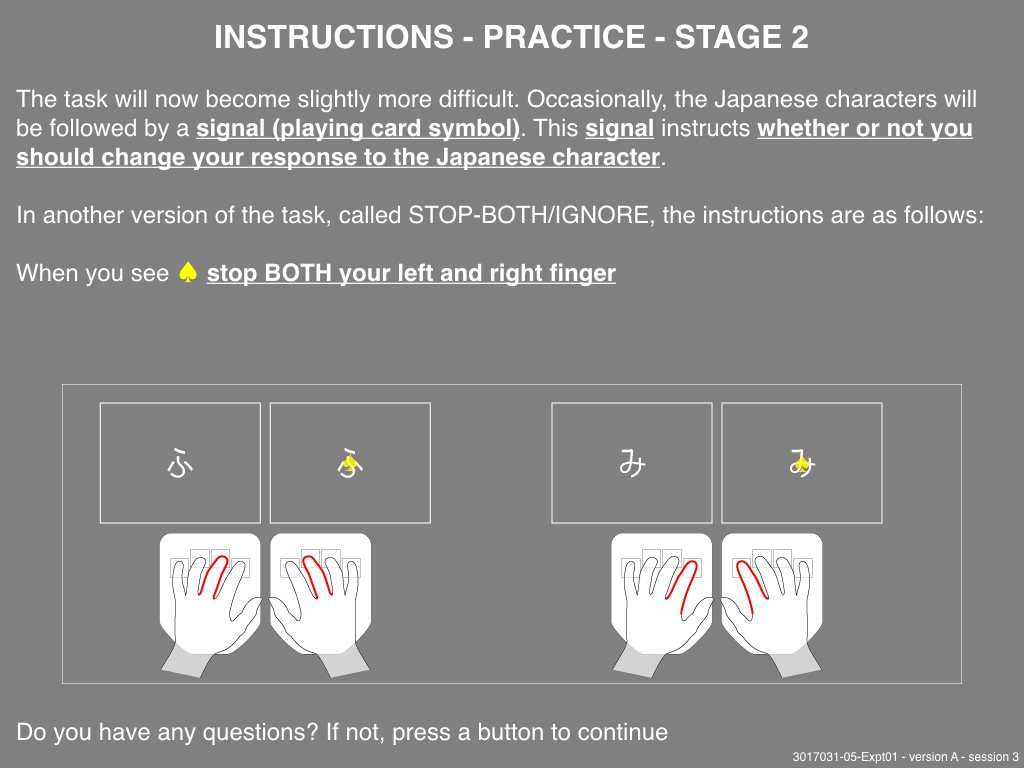 INSTRUCTIONS - PRACTICE - STAGE 2
The task will now become slightly more difficult. Occasionally, the Japanese characters will
be followed by a signal (playing card symbol). This signal instructs whether or not you
should change your response to the Japanese character.
In another version of the task, called STOP-BOTH/IGNORE, the instructions are as follows:
When you see ♠ stop BOTH your left and right finger
ふ ふ み み
Do you have any questions? If not, press a button to continue
3017031-05-Expt01 - version A - session 3